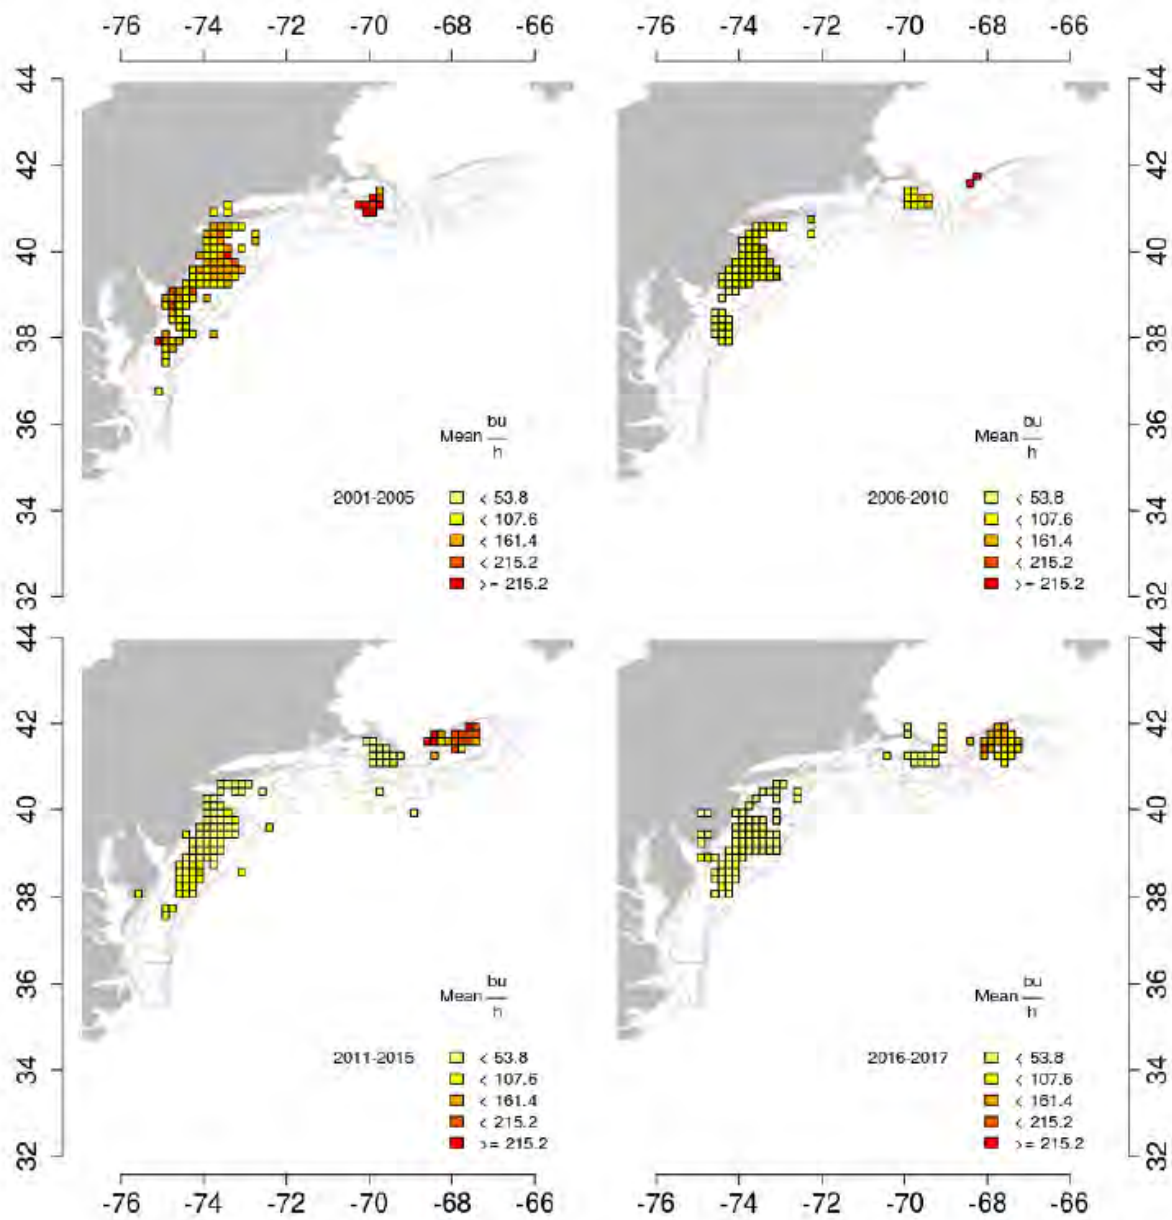 -76 -74 -72 -70 -68 -66
-76 -74 -72 -70 -68 -66
44 42 40 38 36 34 32
Mean bu
h
2001-2005
< 53.8
< 107.6
< 161.4
< 215.2
>= 215.2
Mean bu
h
2006-2010
< 53.8
< 107.6
< 161.4
< 215.2
>= 215.2
44 42 40 38 36 34 32
44 42 40 38 36 34 32
Mean bu
h
2011-2015
< 53.8
< 107.6
< 161.4
< 215.2
>= 215.2
Mean bu
h
2016-2017
< 53.8
< 107.6
< 161.4
< 215.2
>= 215.2
44 42 40 38 36 34 32
-76 -74 -72 -70 -68 -66
-76 -74 -72 -70 -68 -66